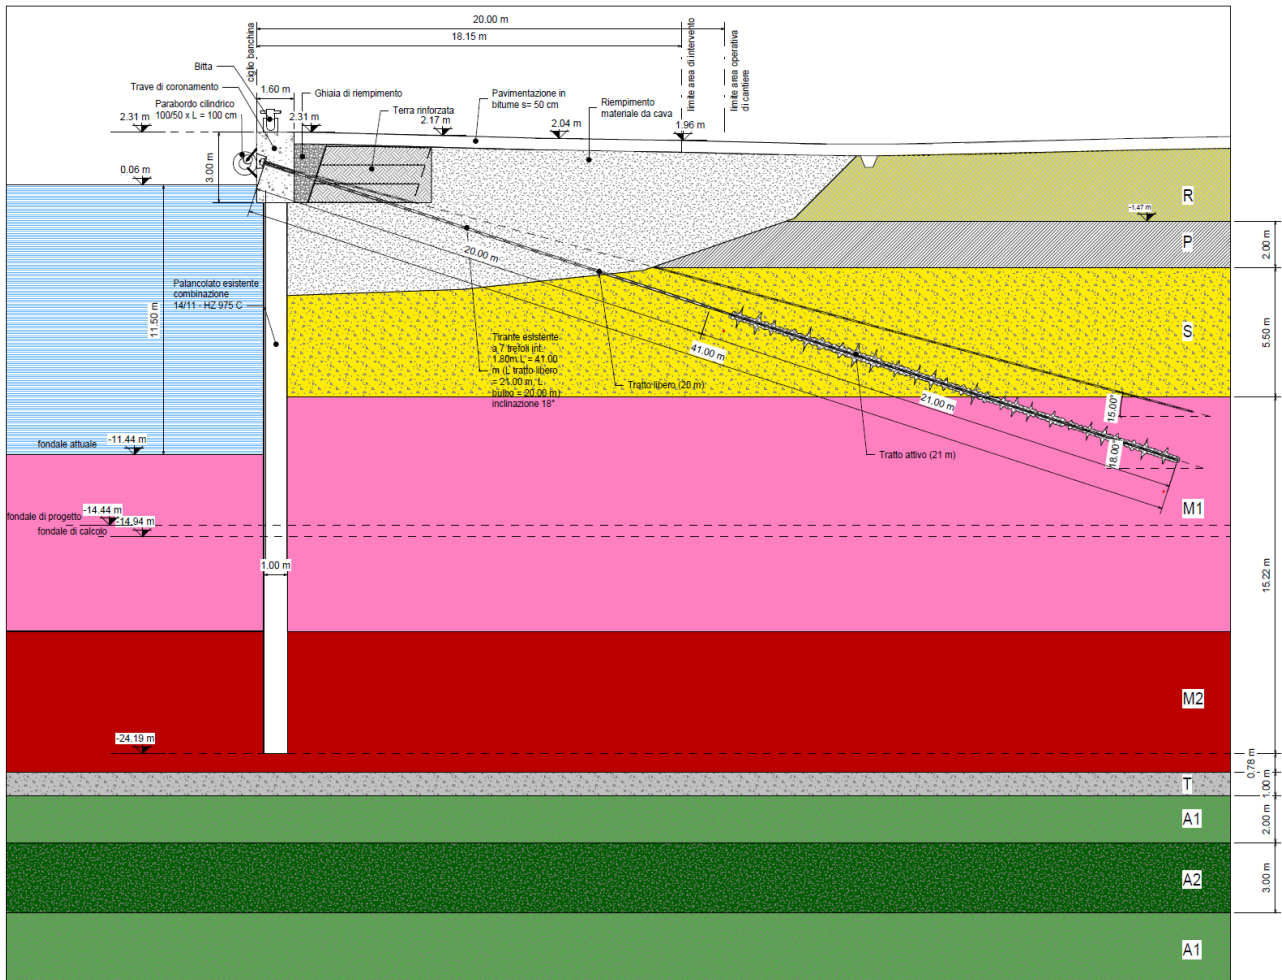 20.00 m
18.15 m
ciglio banchina
limite area di intervento
limite area operativa
di cantiere
Bitta
Trave di coronamento
Parabordo cilindrico
100/50 x L = 100 cm
1.60 m
Ghiaia di riempimento
Terra rinforzata
Pavimentazione in
bitume s= 50 cm
Riempimento
materiale da cava
2.31 m
2.31 m
2.17 m
2.04 m
1.96 m
3.00 m
0.06 m
R
-1.47 m
P
2.00 m
20.00 m
Palancolato esistente
combinazione
14/11 - HZ 975 C
11.50 m
S
5.50 m
Tirante esistente
a 7 trefoli int.
1.80m L = 41.00
m (L tratto libero
= 21.00 m, L
bulbo = 20.00 m)
inclinazione 18°
41.00 m
Tratto libero (20 m)
21.00 m
15.00°
18.00°
Tratto attivo (21 m)
fondale attuale
-11.44 m
-14.44 m
fondale di progetto
-14.94 m
fondale di calcolo
M1
1.00 m
15.22 m
M2
-24.19 m
0.78 m
T
1.00 m
A1
2.00 m
A2
3.00 m
A1